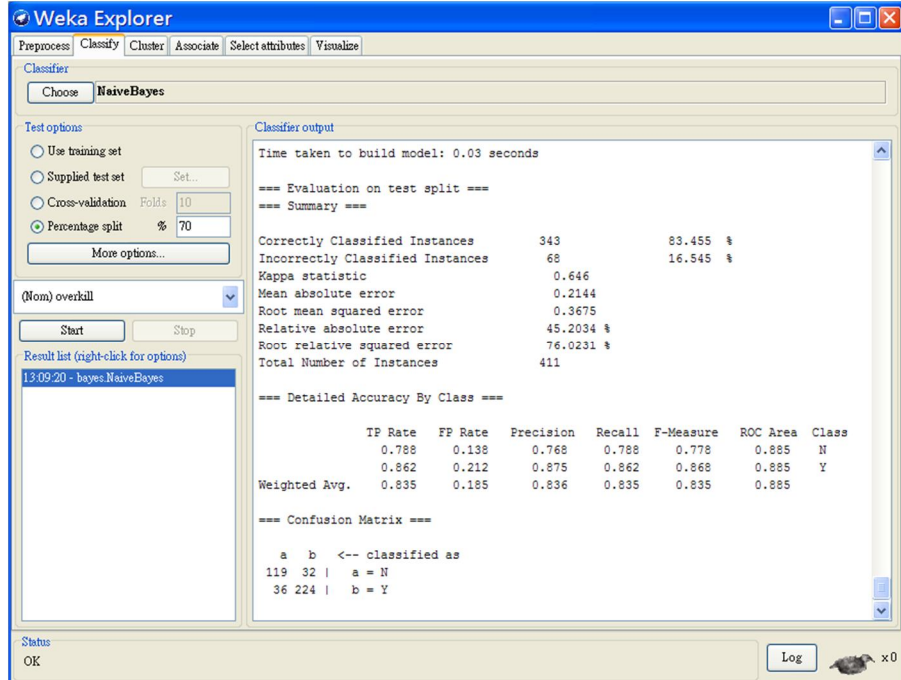 Weka Explorer
Preprocess Classify Cluster Associate Select attributes Visualize
Classifier
Choose NaiveBayes
Test options
Use training set
Supplied test set Set...
Cross-validation Folds 10
Percentage split % 70
More options...
(Nom) overkill
Start Stop
Result list (right-click for options)
13:09:20 - bayes.NaiveBayes
Classifier output
Time taken to build model: 0.03 seconds
=== Evaluation on test split ===
=== Summary ===
Correctly Classified Instances 343 83.455 %
Incorrectly Classified Instances 68 16.545 %
Kappa statistic 0.646
Mean absolute error 0.2144
Root mean squared error 0.3675
Relative absolute error 45.2034 %
Root relative squared error 76.0231 %
Total Number of Instances 411
=== Detailed Accuracy By Class ===
TP Rate FP Rate Precision Recall F-Measure ROC Area Class
0.788 0.138 0.768 0.788 0.778 0.885 N
0.862 0.212 0.875 0.862 0.868 0.885 Y
Weighted Avg. 0.835 0.185 0.836 0.835 0.835 0.885
=== Confusion Matrix ===
a b <-- classified as
119 32 | a = N
36 224 | b = Y
Status
OK
Log x 0